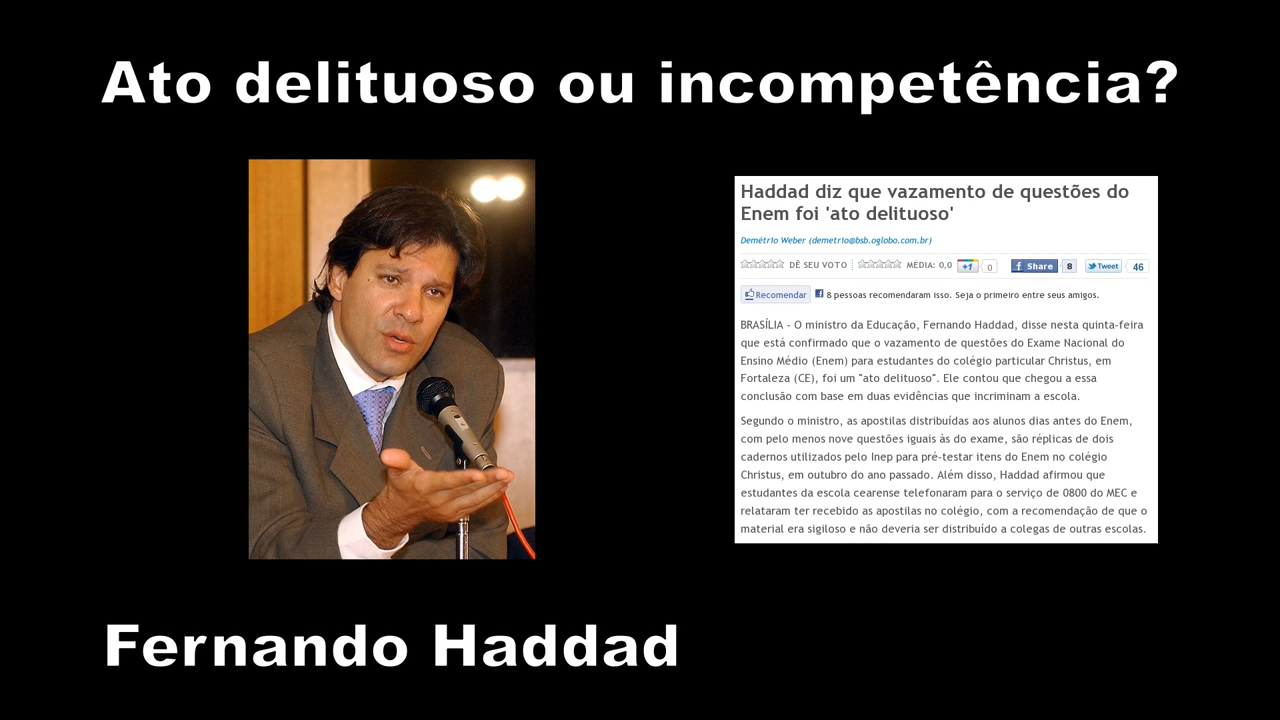 Ato delituoso ou incompetência?
Haddad diz que vazamento de questões do
Enem foi 'ato delituoso'
Demétrio Weber (demetrio@bsb.oglobo.com.br)
DÊ SEU VOTO MÉDIA: 0,0 +1 0 Share 8 Tweet 46
Recomendar 8 pessoas recomendaram isso. Seja o primeiro entre seus amigos.
BRASÍLIA - O ministro da Educação, Fernando Haddad, disse nesta quinta-feira
que está confirmado que o vazamento de questões do Exame Nacional do
Ensino Médio (Enem) para estudantes do colégio particular Christus, em
Fortaleza (CE), foi um "ato delituoso". Ele contou que chegou a essa
conclusão com base em duas evidências que incriminam a escola.
Segundo o ministro, as apostilas distribuídas aos alunos dias antes do Enem,
com pelo menos nove questões iguais às do exame, são réplicas de dois
cadernos utilizados pelo Inep para pré-testar itens do Enem no colégio
Christus, em outubro do ano passado. Além disso, Haddad afirmou que
estudantes da escola cearense telefonaram para o serviço de 0800 do MEC e
relataram ter recebido as apostilas no colégio, com a recomendação de que o
material era sigiloso e não deveria ser distribuído a colegas de outras escolas.
Fernando Haddad